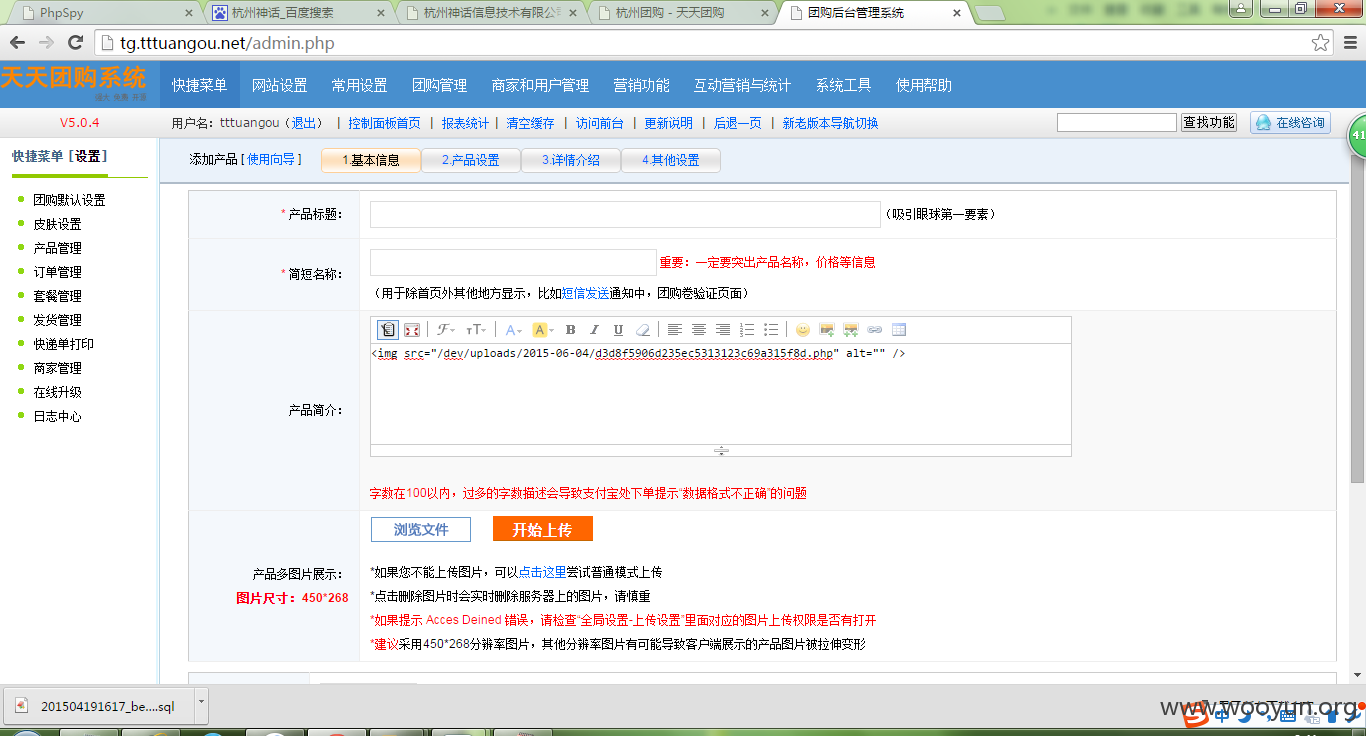 PhpSpy
杭州神话_百度搜索
杭州神话信息技术有限公
杭州团购 - 天天团购
团购后台管理系统
tg.tttuangou.net/admin.php
天天团购系统
快捷菜单 网站设置 常用设置 团购管理 商家和用户管理 营销功能 互动营销与统计 系统工具 使用帮助
V5.0.4
用户名：tttuangou（退出） | 控制面板首页 | 报表统计 | 清空缓存 | 访问前台 | 更新说明 | 后退一页 | 新老版本导航切换
查找功能
在线咨询
41
快捷菜单 [设置]
团购默认设置
皮肤设置
产品管理
订单管理
套餐管理
发货管理
快递单打印
商家管理
在线升级
日志中心
添加产品 [ 使用向导 ] 1.基本信息 2.产品设置 3.详情介绍 4.其他设置
* 产品标题： （吸引眼球第一要素）
* 简短名称： 重要：一定要突出产品名称，价格等信息
（用于除首页外其他地方显示，比如短信发送通知中，团购卷验证页面）
<img src="/dev/uploads/2015-06-04/d3d8f5906d235ec5313123c69a315f8d.php" alt="" />
产品简介：
字数在100以内，过多的字数描述会导致支付宝处下单提示“数据格式不正确”的问题
浏览文件 开始上传
产品多图片展示：
图片尺寸：450*268
*如果您不能上传图片，可以点击这里尝试普通模式上传
*点击删除图片时会实时删除服务器上的图片，请慎重
*如果提示 Acces Deined 错误，请检查“全局设置-上传设置”里面对应的图片上传权限是否有打开
*建议采用450*268分辨率图片，其他分辨率图片有可能导致客户端展示的产品图片被拉伸变形
201504191617_be....sql
www.wooyun.org
中